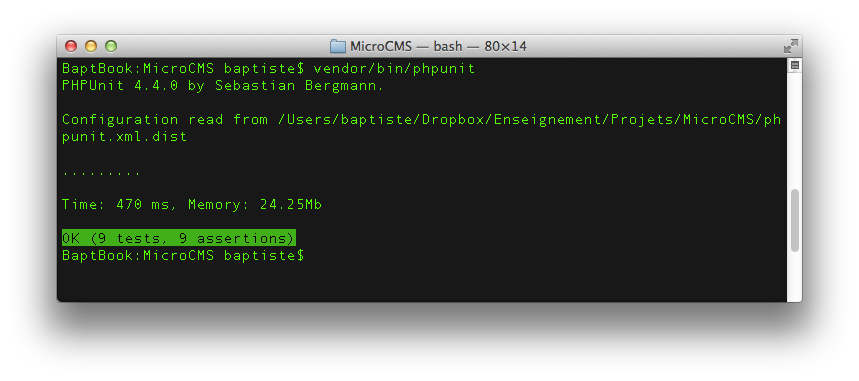 MicroCMS — bash — 80×14
BaptBook:MicroCMS baptiste$ vendor/bin/phpunit
PHPUnit 4.4.0 by Sebastian Bergmann.
Configuration read from /Users/baptiste/Dropbox/Enseignement/Projets/MicroCMS/ph
punit.xml.dist
.........
Time: 470 ms, Memory: 24.25Mb
OK (9 tests, 9 assertions)
BaptBook:MicroCMS baptiste$